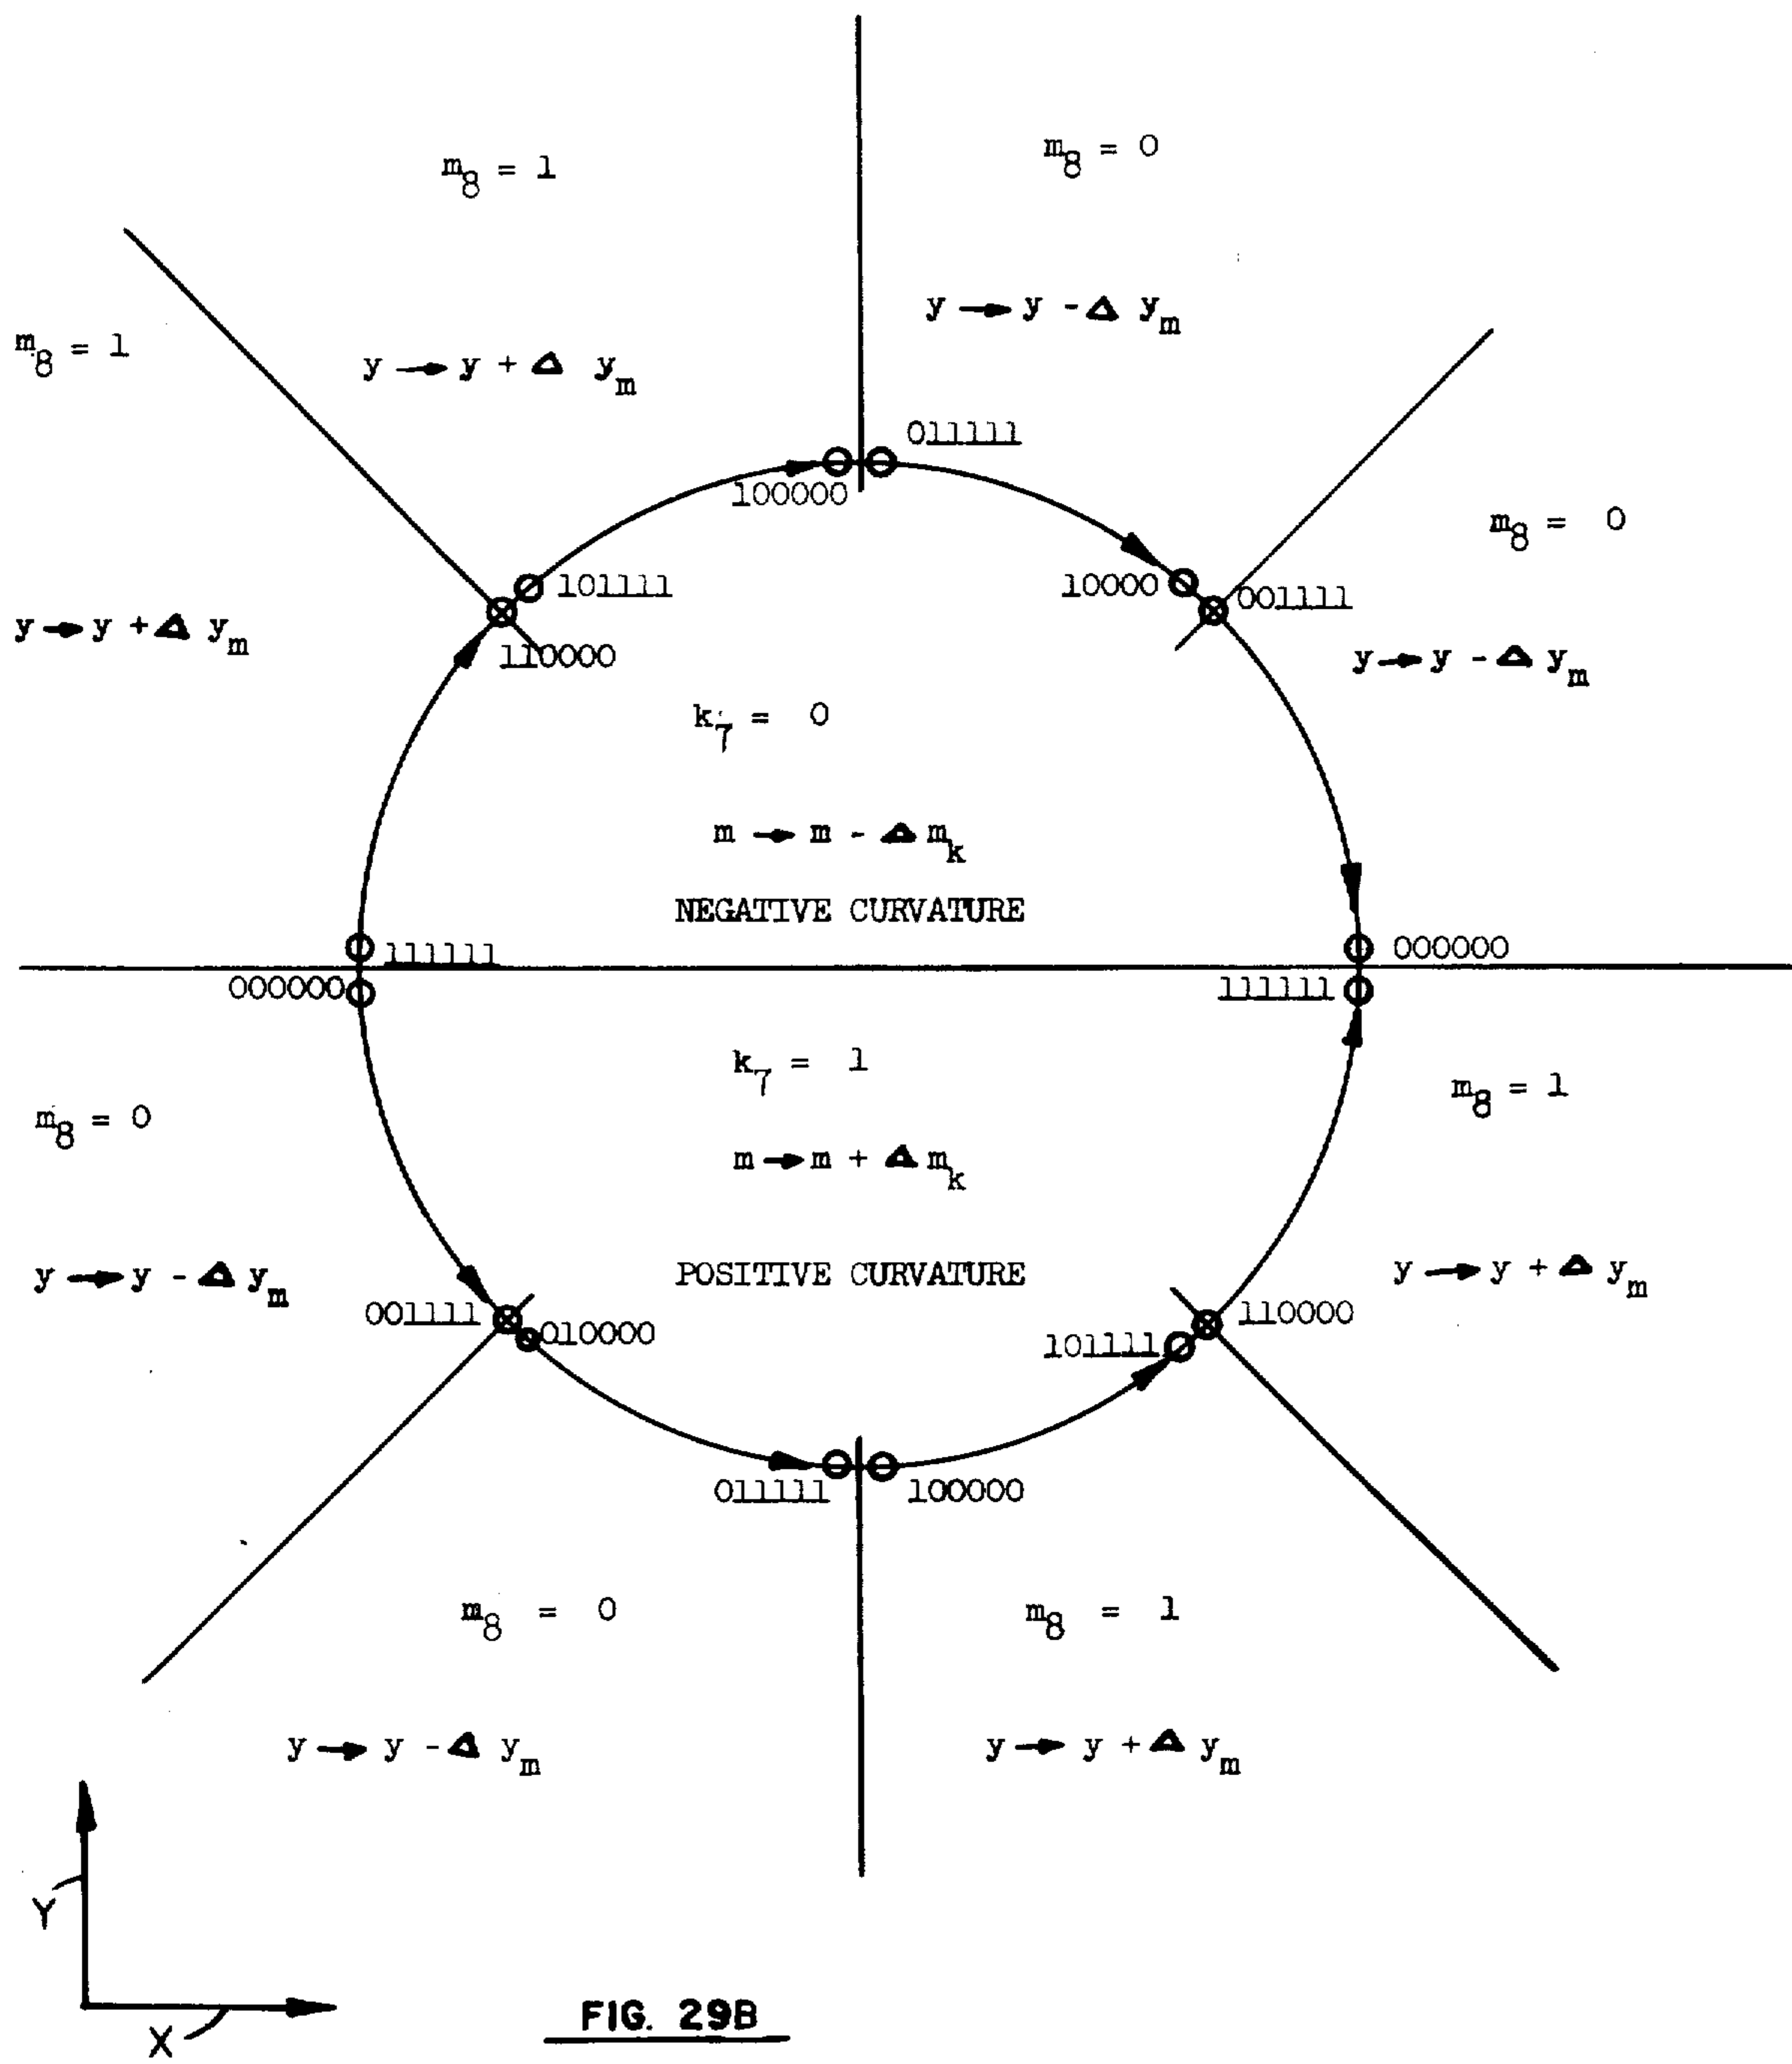 m8 = 1
m8 = 0
y → y - Δ ym
m8 = 1
y → y + Δ ym
011111
100000
m8 = 0
101111
10000
001111
y → y + Δ ym
110000
y → y - Δ ym
k7 = 0
m → m - Δ mk
NEGATIVE CURVATURE
111111
000000
000000
111111
k7 = 1
m8 = 1
m8 = 0
m → m + Δ mk
y → y - Δ ym
POSITIVE CURVATURE
y → y + Δ ym
001111
010000
110000
101111
011111
100000
m8 = 0
m8 = 1
y → y - Δ ym
y → y + Δ ym
Y
X
FIG. 29B